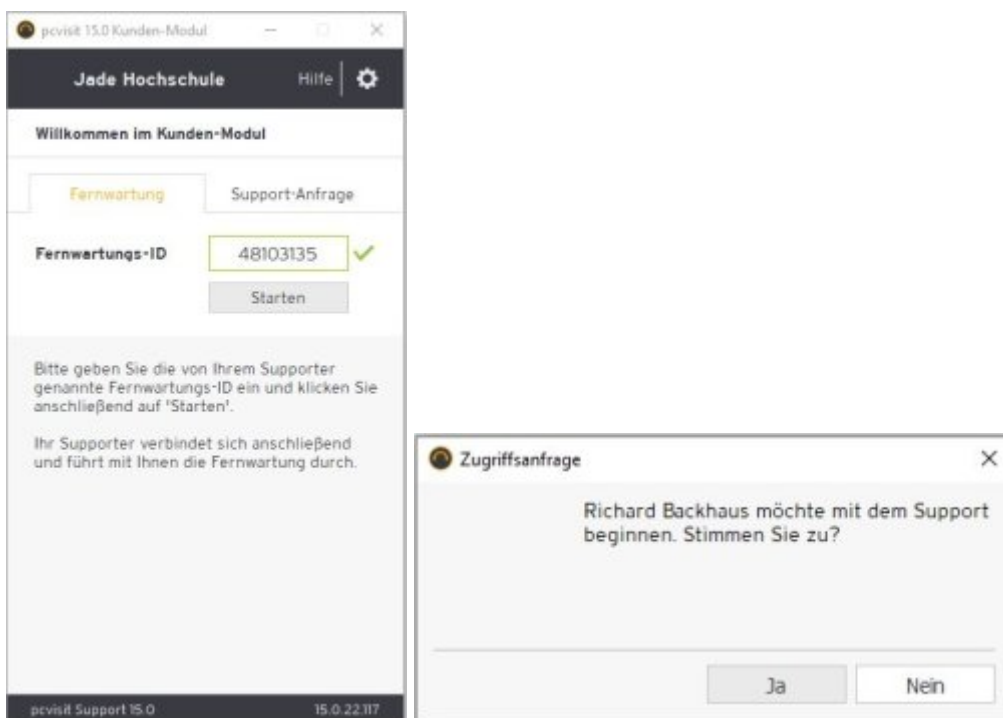 pcvisit 15.0 Kunden-Modul
Jade Hochschule Hilfe
Willkommen im Kunden-Modul
Fernwartung Support-Anfrage
Fernwartungs-ID 48103135
Starten
Bitte geben Sie die von Ihrem Supporter
genannte Fernwartungs-ID ein und klicken Sie
anschließend auf 'Starten'.
Ihr Supporter verbindet sich anschließend
und führt mit Ihnen die Fernwartung durch.
pcvisit Support 15.0 15.0.22.117
Zugriffsanfrage
Richard Backhaus möchte mit dem Support
beginnen. Stimmen Sie zu?
Ja Nein